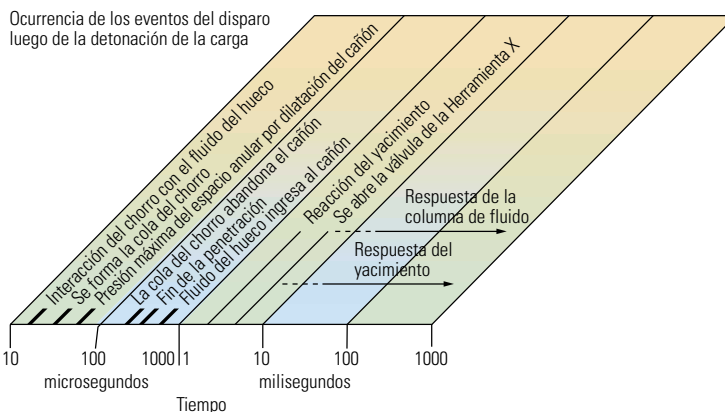 Ocurrencia de los eventos del disparo
luego de la detonación de la carga
Interacción del chorro con el fluido del hueco
Se forma la cola del chorro
Presión máxima del espacio anular por dilatación del cañón
La cola del chorro abandona el cañón
Fin de la penetración
Fluido del hueco ingresa al cañón
Reacción del yacimiento
Se abre la válvula de la Herramienta X
Respuesta de la
columna de fluido
Respuesta del
yacimiento
10 100 1000 1 10 100 1000
microsegundos milisegundos
Tiempo